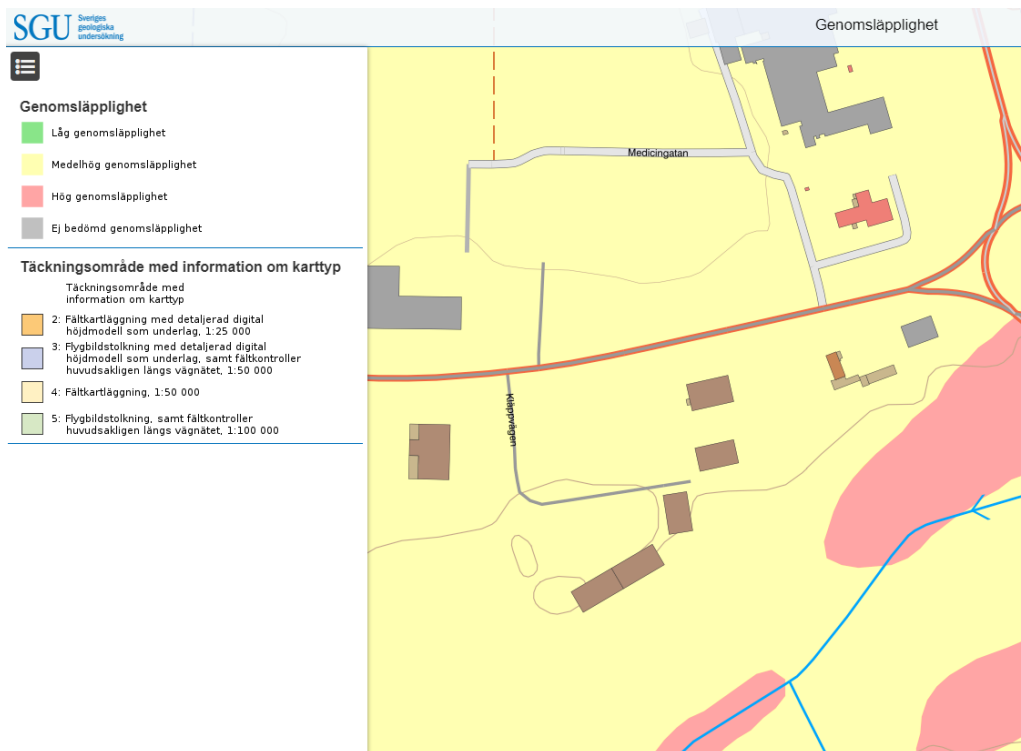 SGU
Sveriges
geologiska
undersökning
Genomsläpplighet
Genomsläpplighet
Låg genomsläpplighet
Medelhög genomsläpplighet
Hög genomsläpplighet
Ej bedömd genomsläpplighet
Täckningsområde med information om karttyp
Täckningsområde med
information om karttyp
2: Fältkartläggning med detaljerad digital
höjdmodell som underlag, 1:25 000
3: Flygbildstolkning med detaljerad digital
höjdmodell som underlag, samt fältkontroller
huvudsakligen längs vägnätet, 1:50 000
4: Fältkartläggning, 1:50 000
5: Flygbildstolkning, samt fältkontroller
huvudsakligen längs vägnätet, 1:100 000
Medicingatan
Kläppvägen